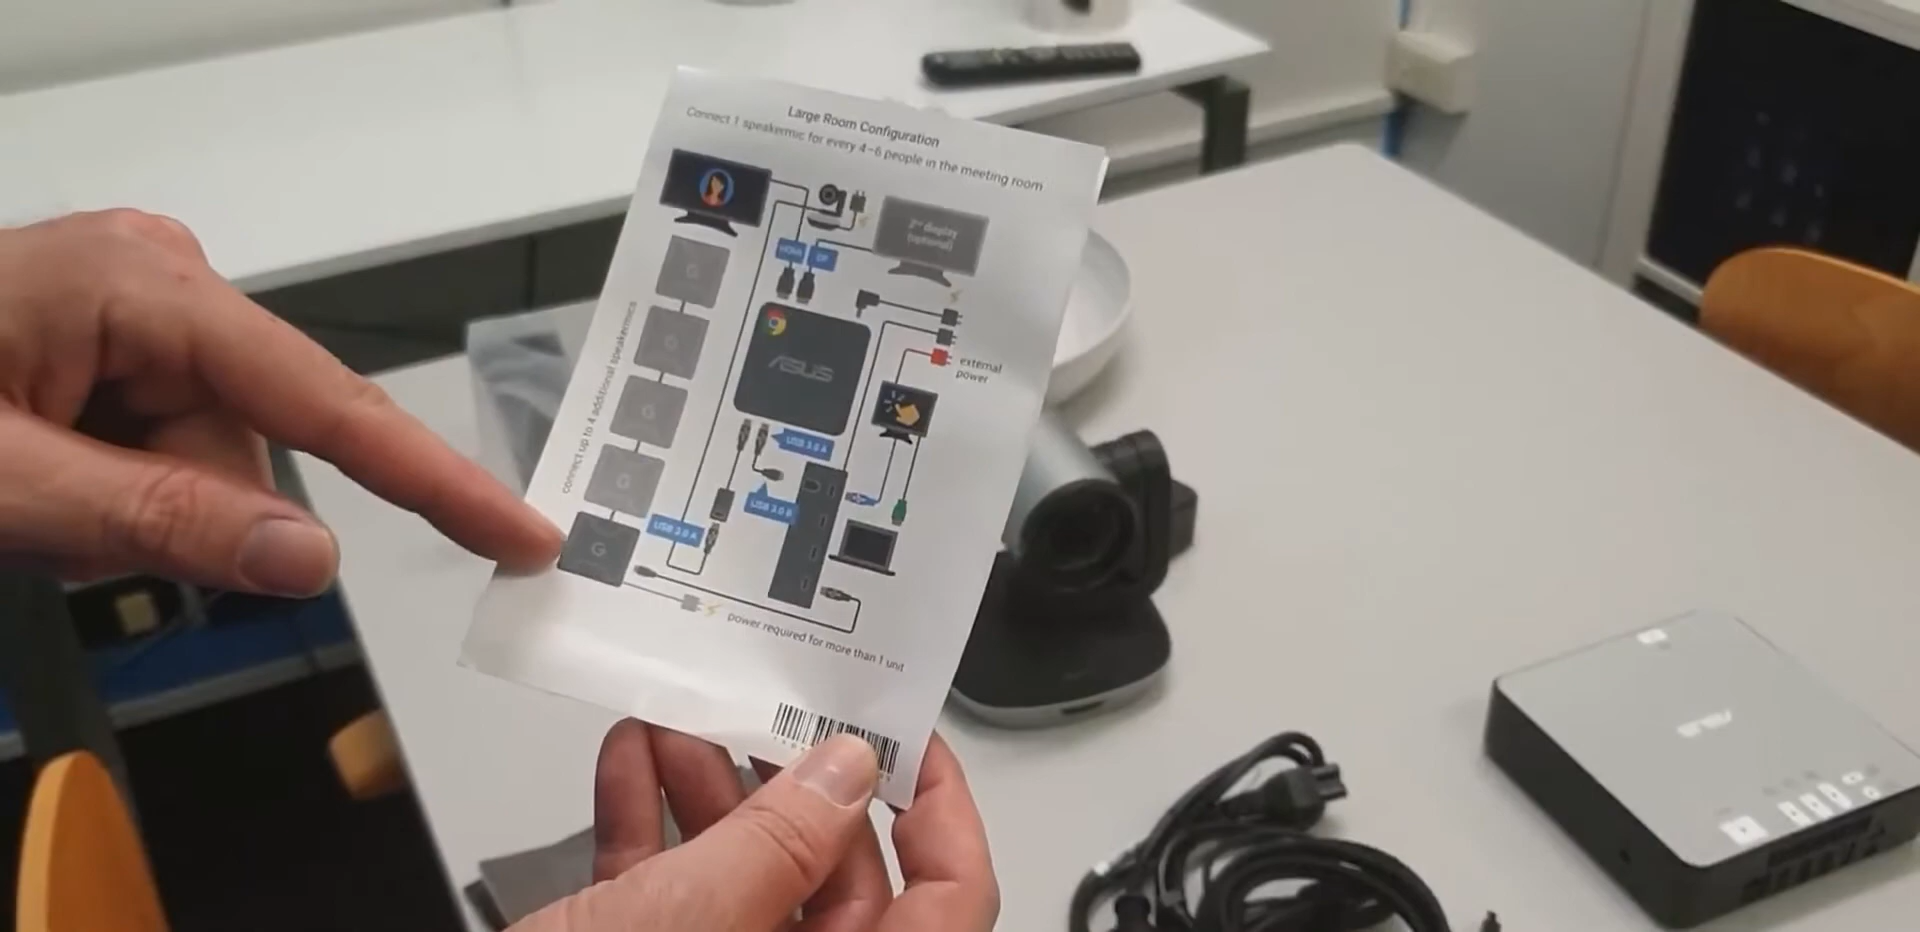 Large Room Configuration
Connect 1 speakermic for every 4–6 people in the meeting room
2nd display
(optional)
HDMI
DP
G
G
G
G
G
connect up to 4 additional speakermics
ASUS
external
power
USB 3.0 A
USB 3.0 B
USB 2.0 A
power required for more than 1 unit
ASUS